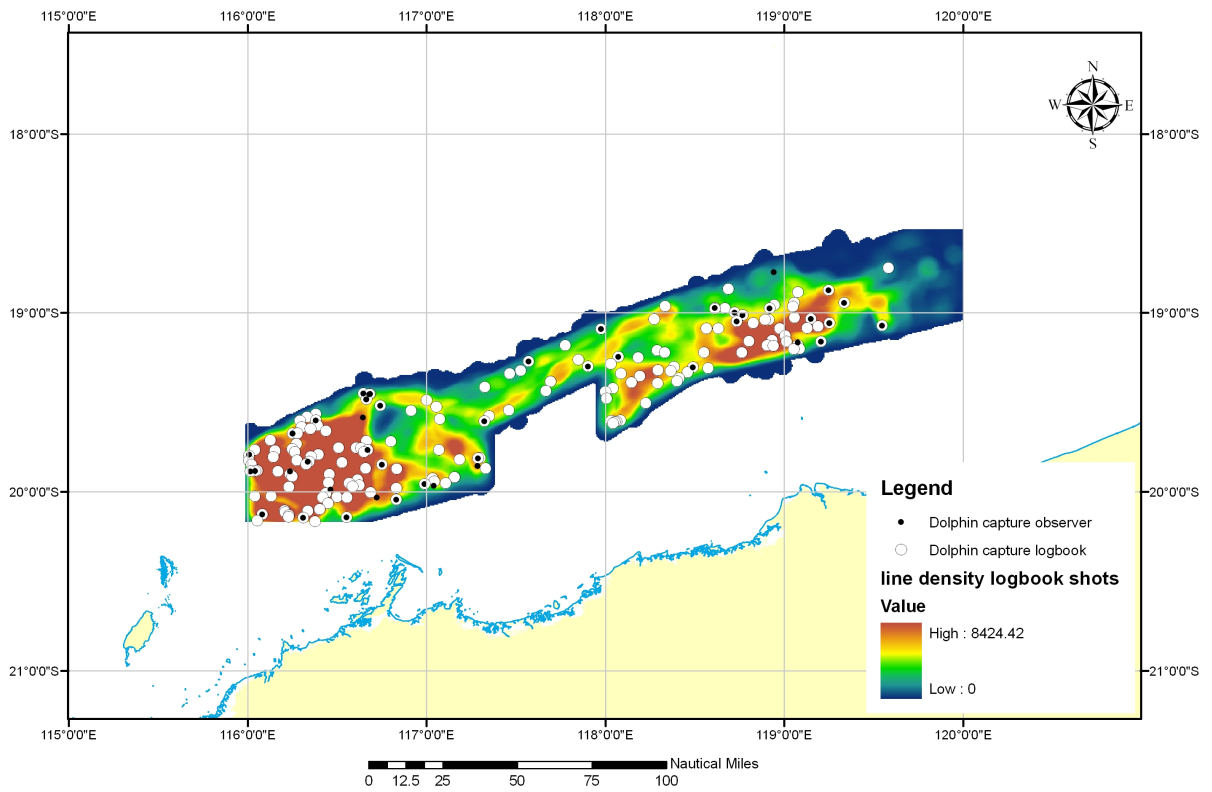 115°0'0"E 116°0'0"E 117°0'0"E 118°0'0"E 119°0'0"E 120°0'0"E
N
W E
S
18°0'0"S 18°0'0"S
19°0'0"S 19°0'0"S
20°0'0"S 20°0'0"S
Legend
Dolphin capture observer
Dolphin capture logbook
line density logbook shots
Value
High : 8424.42
Low : 0
21°0'0"S 21°0'0"S
115°0'0"E 116°0'0"E 117°0'0"E 118°0'0"E 119°0'0"E 120°0'0"E
Nautical Miles
0 12.5 25 50 75 100